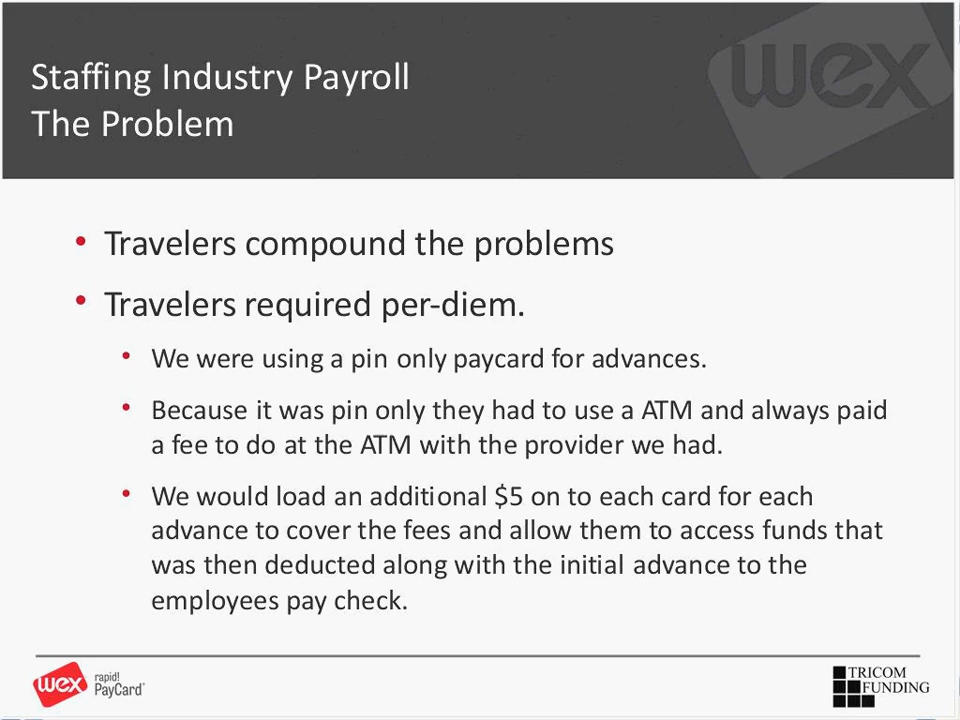 wex
Staffing Industry Payroll
The Problem
• Travelers compound the problems
• Travelers required per-diem.
• We were using a pin only paycard for advances.
• Because it was pin only they had to use a ATM and always paid
a fee to do at the ATM with the provider we had.
• We would load an additional $5 on to each card for each
advance to cover the fees and allow them to access funds that
was then deducted along with the initial advance to the
employees pay check.
wex rapid!
PayCard®
TRICOM
FUNDING